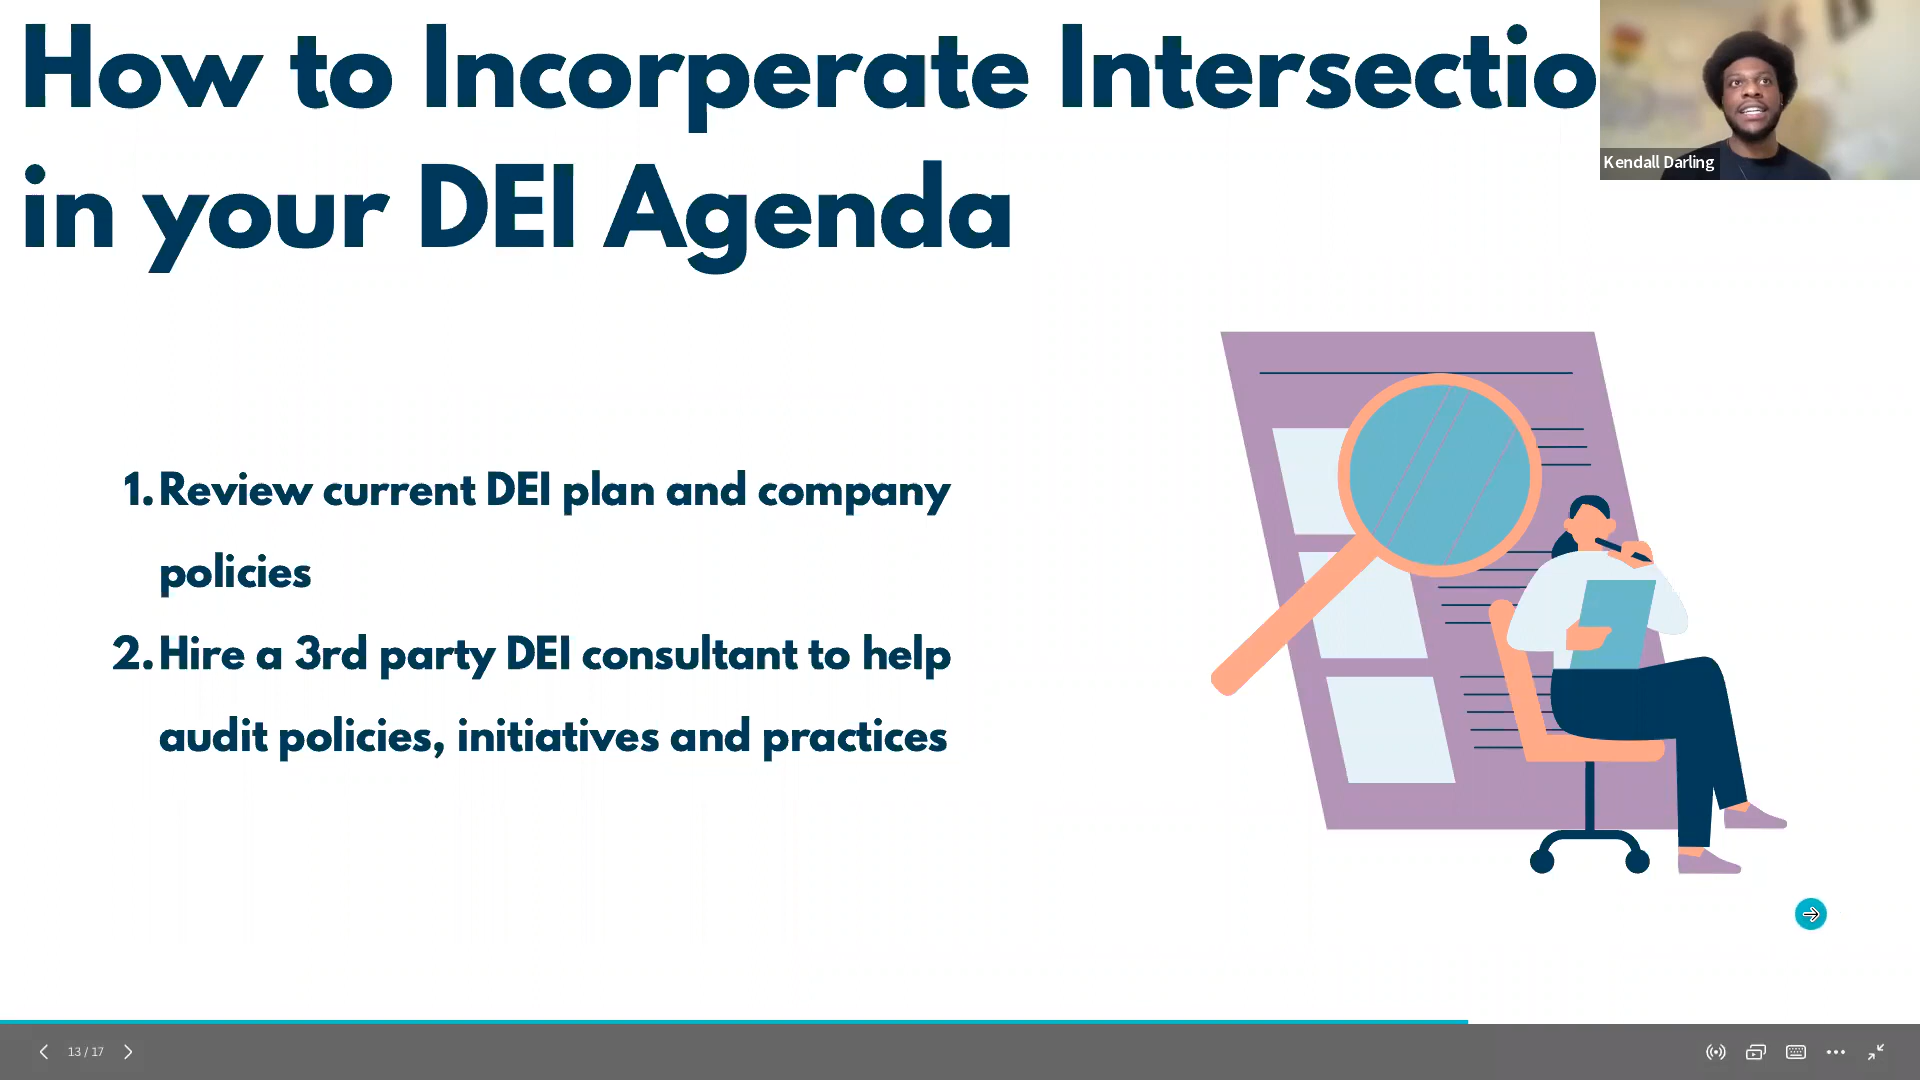 How to Incorperate Intersectio
in your DEI Agenda
Kendall Darling
1. Review current DEI plan and company
policies
2. Hire a 3rd party DEI consultant to help
audit policies, initiatives and practices
13 / 17